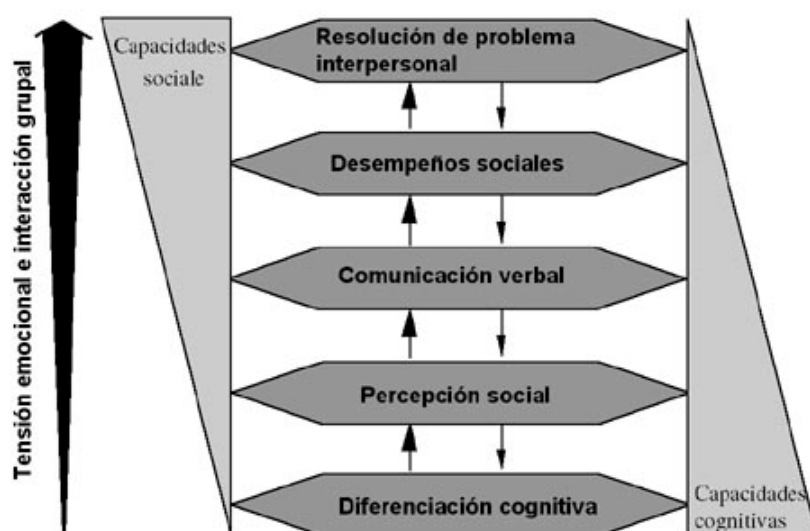 Tensión emocional e interacción grupal
Capacidades
sociale
Resolución de problema
interpersonal
Desempeños sociales
Comunicación verbal
Percepción social
Diferenciación cognitiva
Capacidades
cognitivas